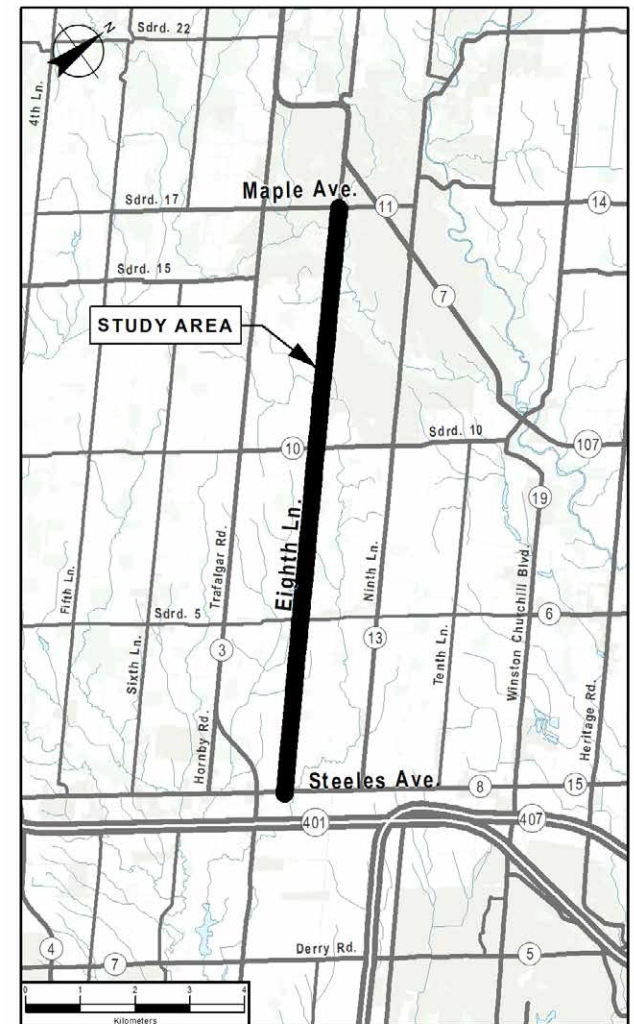 N
Sdrd. 22
4th Ln.
Maple Ave.
Sdrd. 17
11
14
Sdrd. 15
7
STUDY AREA
Sdrd. 10
10
107
19
Eighth Ln.
Trafalgar Rd.
Ninth Ln.
Winston Churchill Blvd.
Fifth Ln.
Sdrd. 5
6
Sixth Ln.
3
13
Tenth Ln.
Heritage Rd.
Hornby Rd.
Steeles Ave.
8
15
401
407
4
7
Derry Rd.
5
0 1 2 3 4
Kilometers